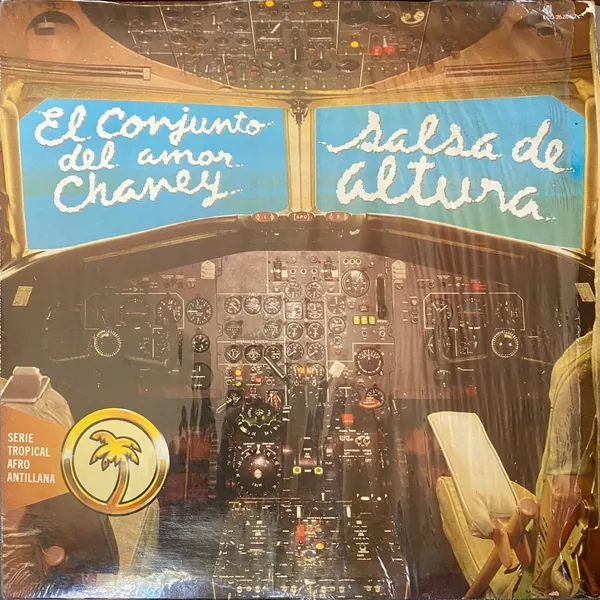 El Conjunto
del amor
Chaney
salsa de
altura
SERIE
TROPICAL
AFRO
ANTILLANA